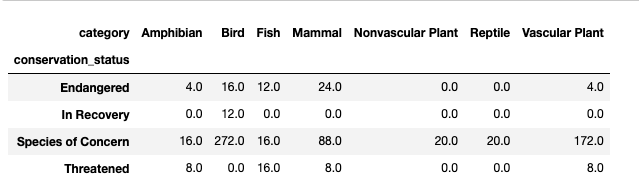 category Amphibian Bird Fish Mammal Nonvascular Plant Reptile Vascular Plant
conservation_status
Endangered 4.0 16.0 12.0 24.0 0.0 0.0 4.0
In Recovery 0.0 12.0 0.0 0.0 0.0 0.0 0.0
Species of Concern 16.0 272.0 16.0 88.0 20.0 20.0 172.0
Threatened 8.0 0.0 16.0 8.0 0.0 0.0 8.0